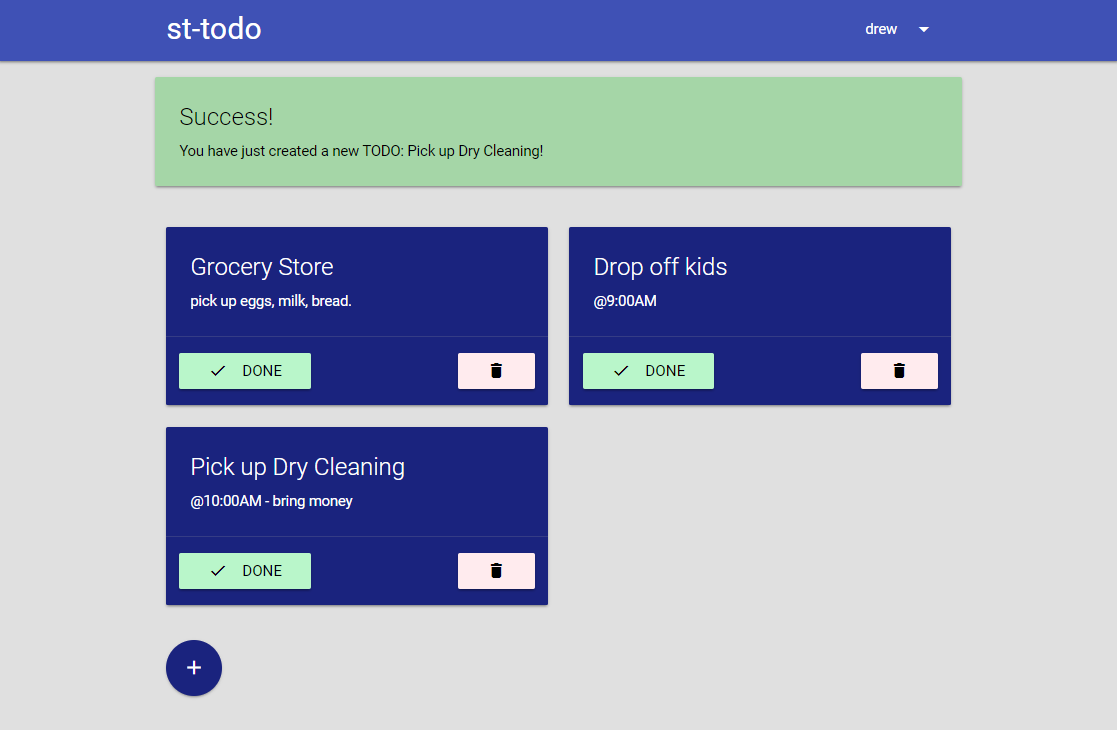 st-todo
drew
Success!
You have just created a new TODO: Pick up Dry Cleaning!
Grocery Store
pick up eggs, milk, bread.
DONE
Drop off kids
@9:00AM
DONE
Pick up Dry Cleaning
@10:00AM - bring money
DONE
+